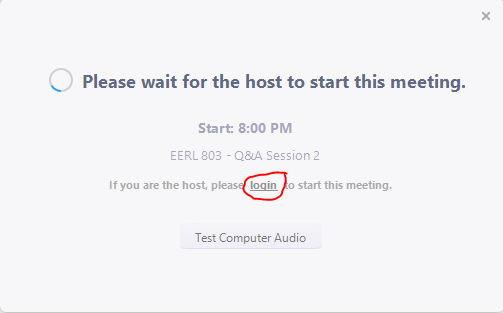 Please wait for the host to start this meeting.
Start: 8:00 PM
EERL 803 - Q&A Session 2
If you are the host, please login to start this meeting.
Test Computer Audio